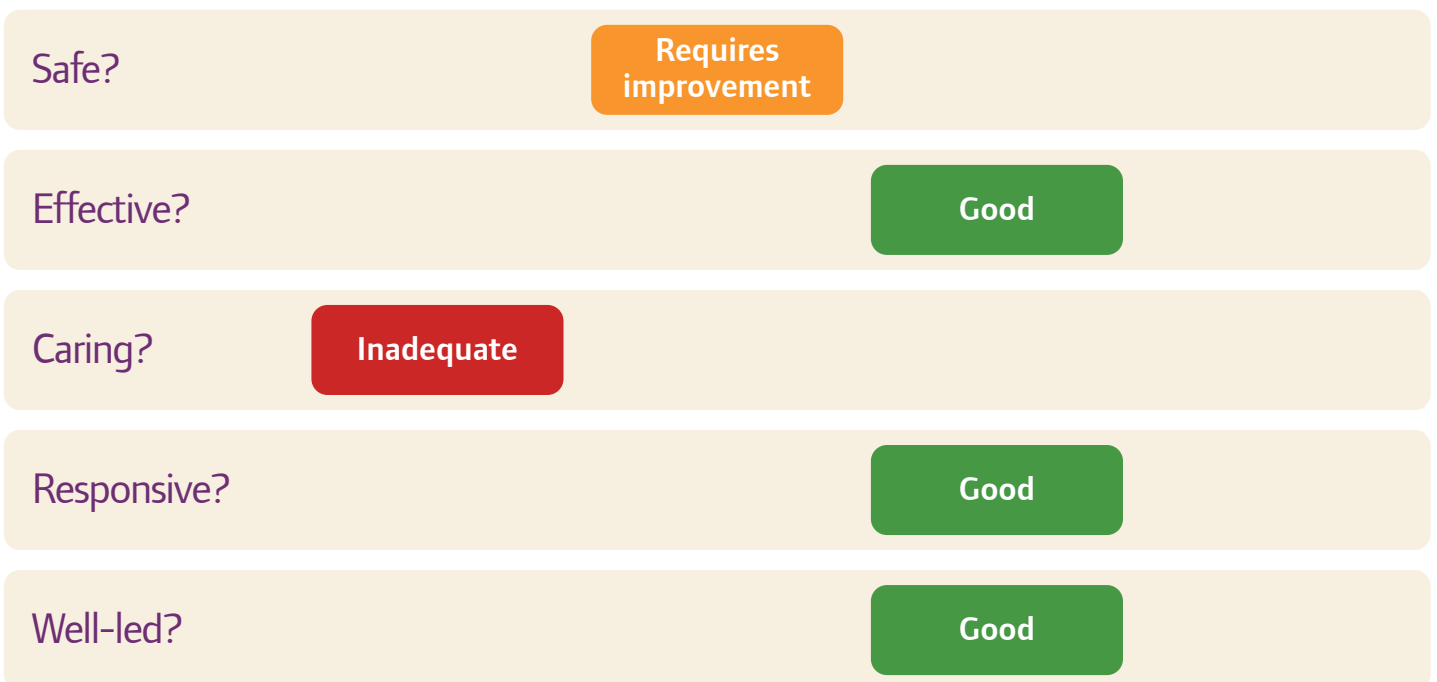 Safe?
Requires
improvement
Effective?
Good
Caring?
Inadequate
Responsive?
Good
Well-led?
Good